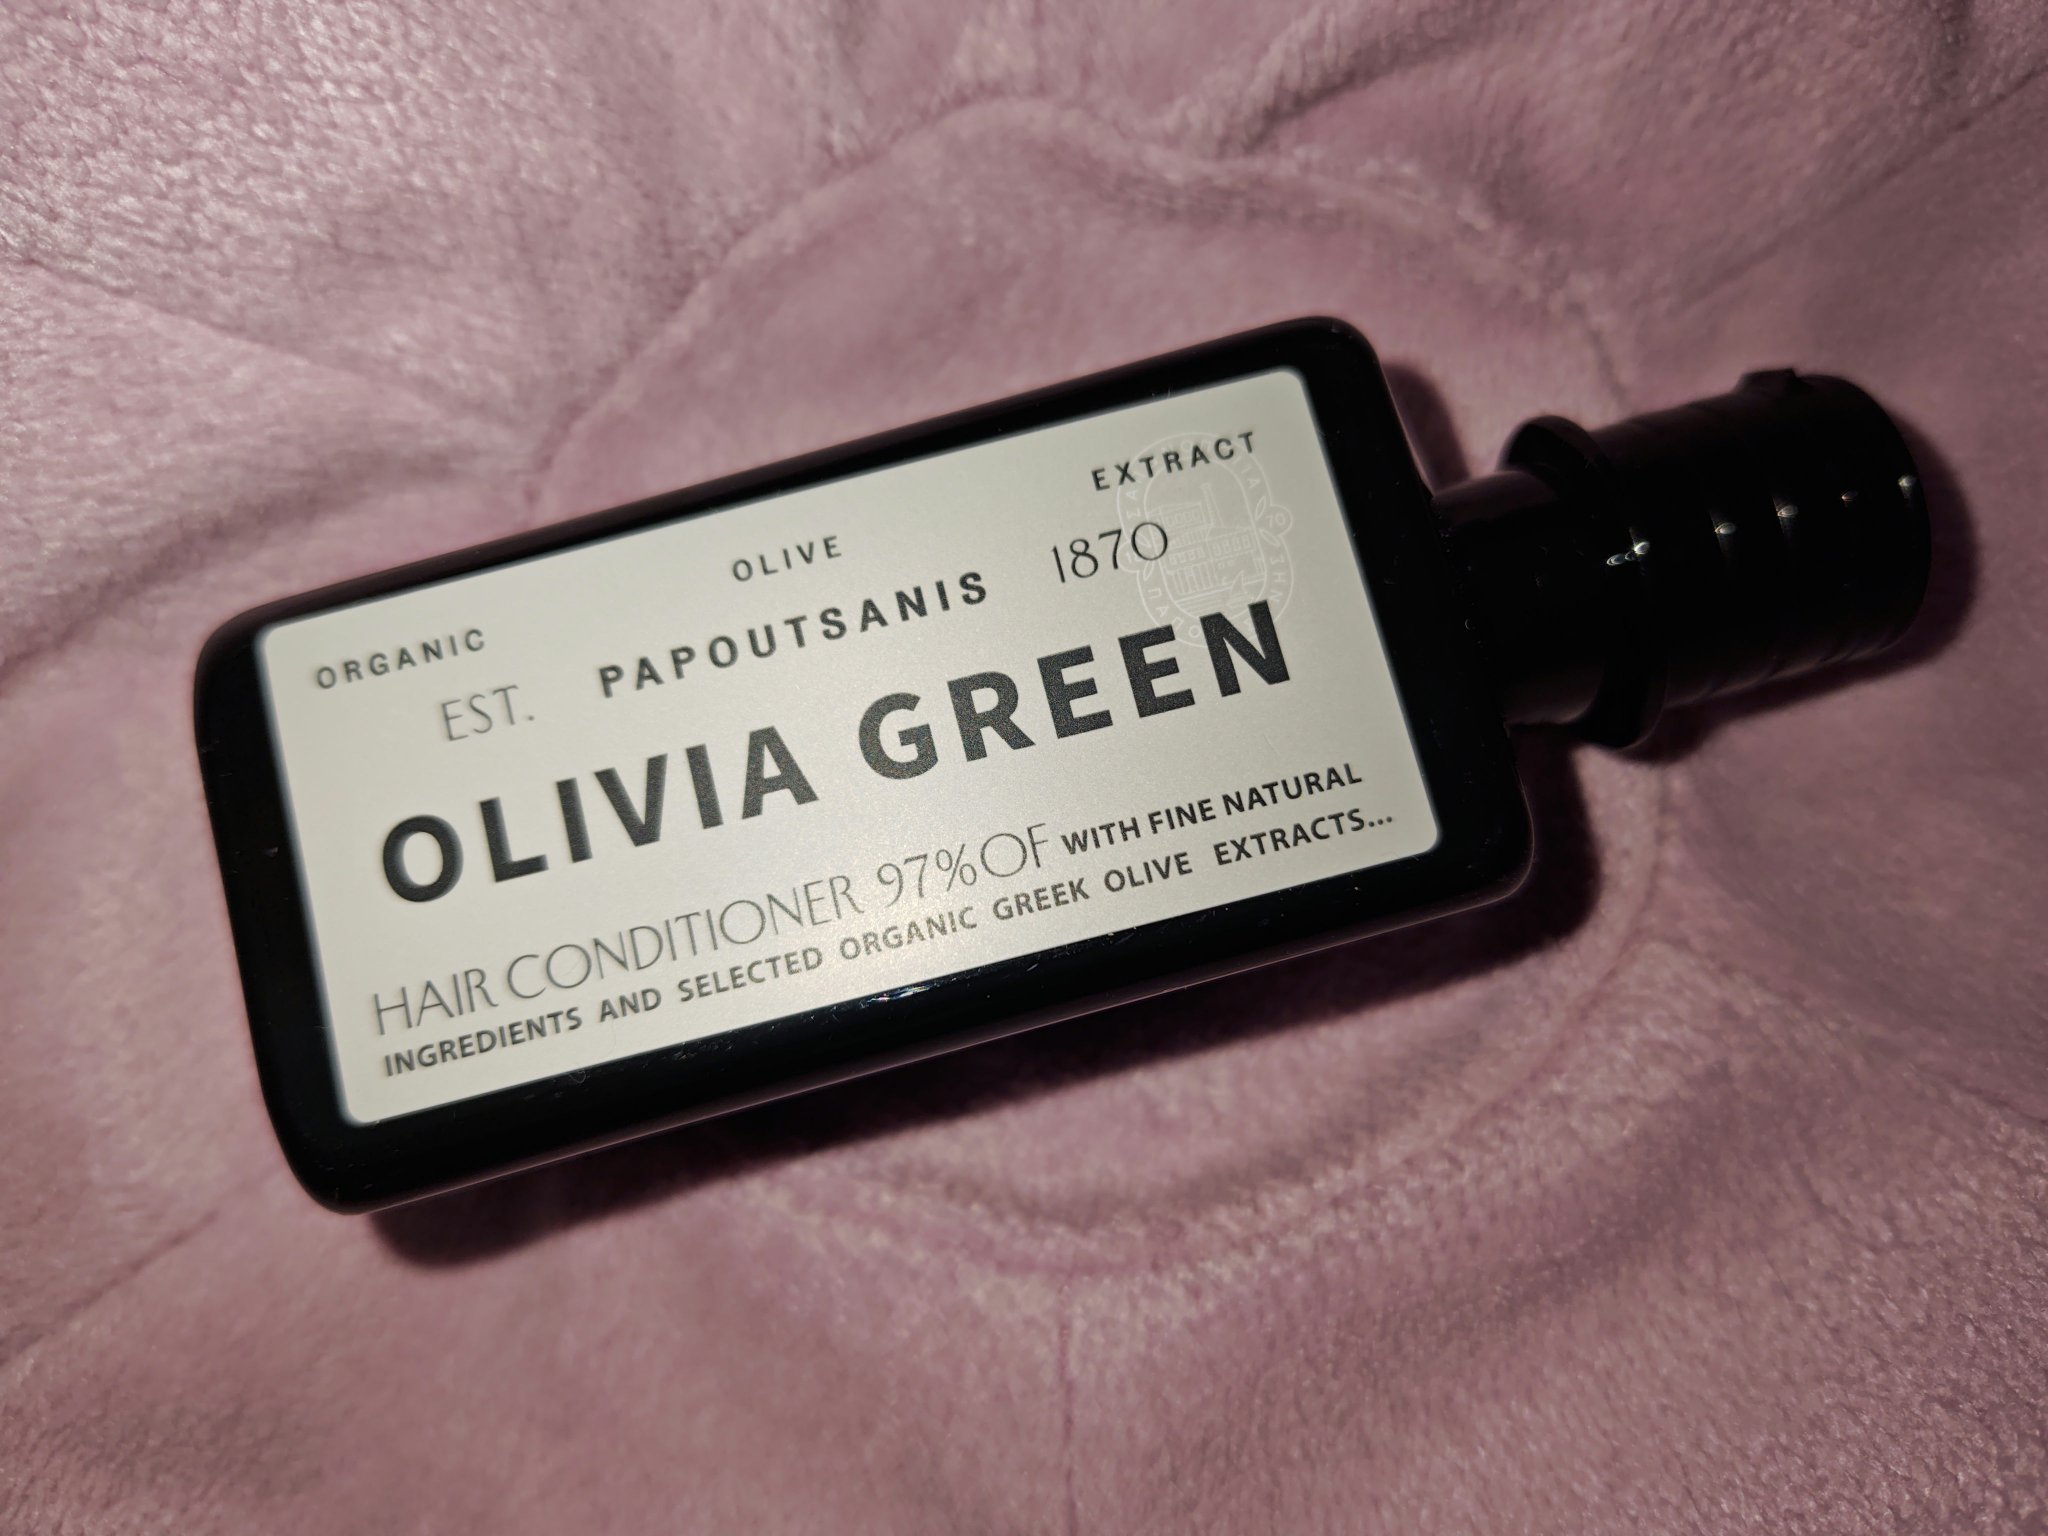 ORGANIC OLIVE EXTRACT
EST. PAPOUTSANIS 1870
OLIVIA GREEN
HAIR CONDITIONER 97% OF WITH FINE NATURAL
INGREDIENTS AND SELECTED ORGANIC GREEK OLIVE EXTRACTS...